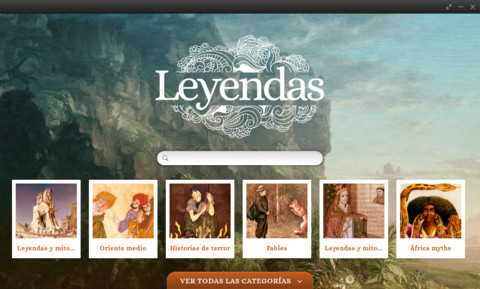 Leyendas
Leyendas y mito...
Oriente medio
Historias de terror
Fables
Leyendas y mito...
África myths
VER TODAS LAS CATEGORÍAS